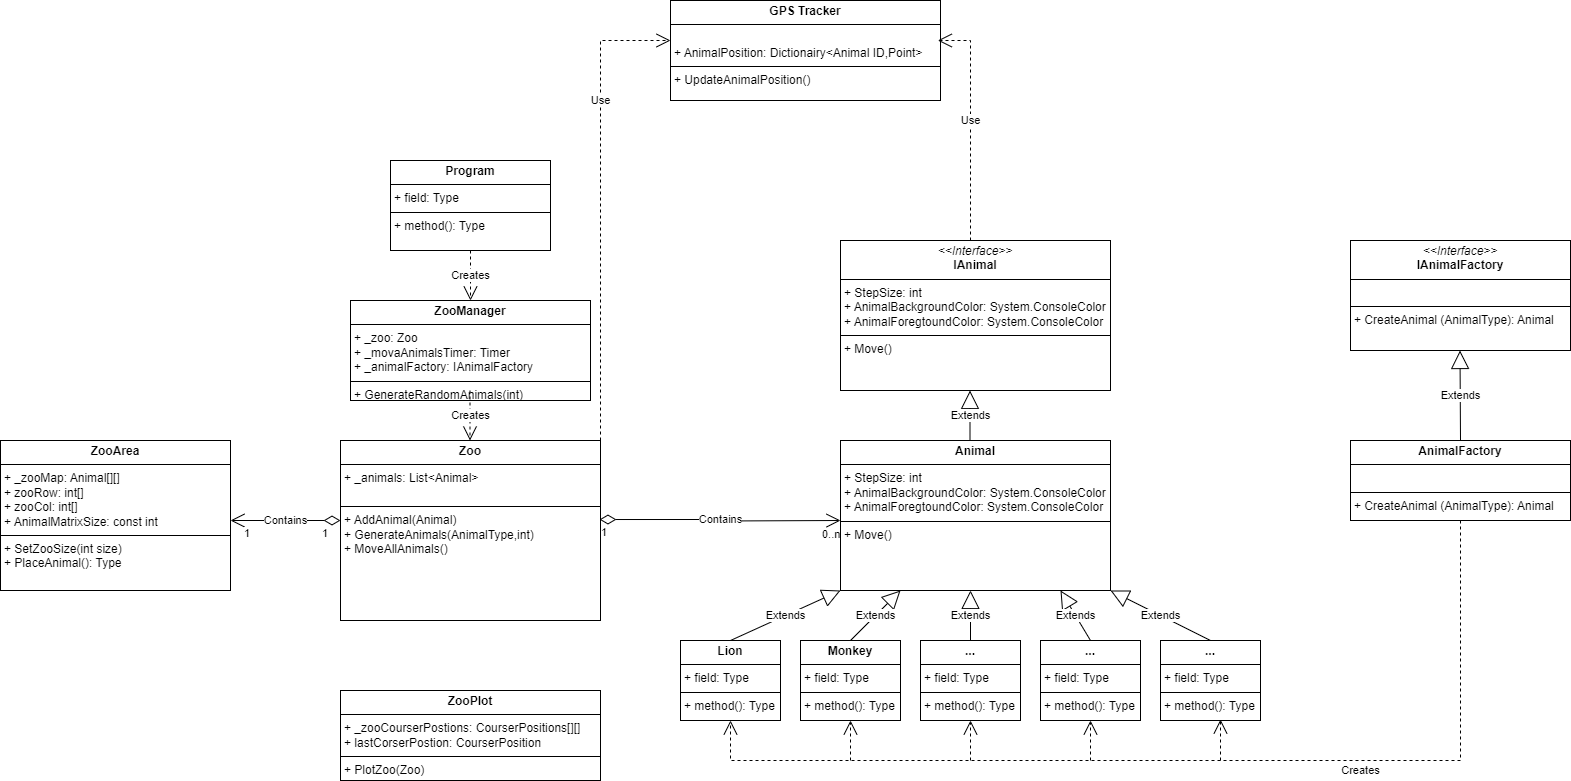 GPS Tracker
+ AnimalPosition: Dictionairy<Animal ID,Point>
+ UpdateAnimalPosition()
Use
Use
Program
+ field: Type
+ method(): Type
Creates
ZooManager
+ _zoo: Zoo
+ _movaAnimalsTimer: Timer
+ _animalFactory: IAnimalFactory
+ GenerateRandomAnimals(int)
Creates
<<Interface>>
IAnimal
+ StepSize: int
+ AnimalBackgroundColor: System.ConsoleColor
+ AnimalForegtoundColor: System.ConsoleColor
+ Move()
Extends
<<Interface>>
IAnimalFactory
+ CreateAnimal (AnimalType): Animal
Extends
ZooArea
+ _zooMap: Animal[][]
+ zooRow: int[]
+ zooCol: int[]
+ AnimalMatrixSize: const int
+ SetZooSize(int size)
+ PlaceAnimal(): Type
Contains
1
1
Zoo
+ _animals: List<Animal>
+ AddAnimal(Animal)
+ GenerateAnimals(AnimalType,int)
+ MoveAllAnimals()
Contains
1
0..n
Animal
+ StepSize: int
+ AnimalBackgroundColor: System.ConsoleColor
+ AnimalForegtoundColor: System.ConsoleColor
+ Move()
AnimalFactory
+ CreateAnimal (AnimalType): Animal
Extends
Extends
Extends
Extends
Extends
Lion
+ field: Type
+ method(): Type
Monkey
+ field: Type
+ method(): Type
...
+ field: Type
+ method(): Type
...
+ field: Type
+ method(): Type
...
+ field: Type
+ method(): Type
ZooPlot
+ _zooCourserPostions: CourserPositions[][]
+ lastCorserPostion: CourserPosition
+ PlotZoo(Zoo)
Creates